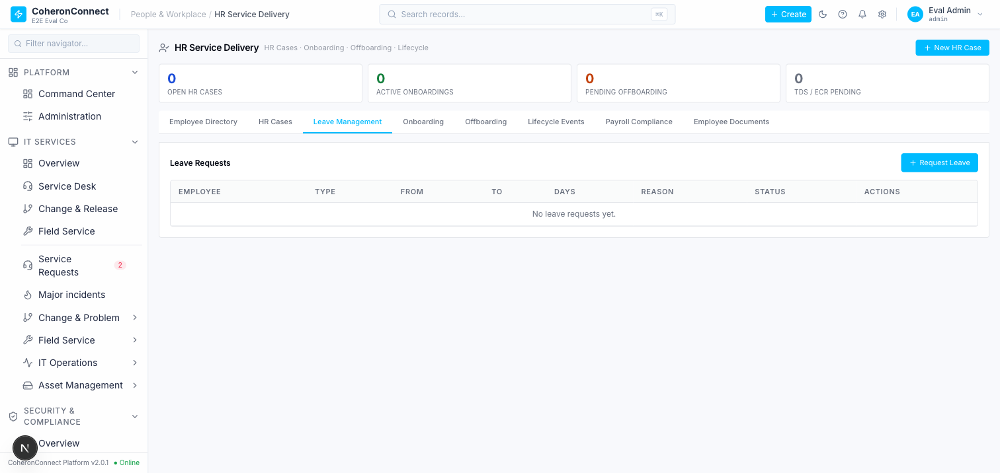 CoheronConnect
E2E Eval Co
People & Workplace / HR Service Delivery
Search records...
⌘K
+ Create
EA
Eval Admin
admin
Filter navigator...
PLATFORM
Command Center
Administration
IT SERVICES
Overview
Service Desk
Change & Release
Field Service
Service
Requests
2
Major incidents
Change & Problem
Field Service
IT Operations
Asset Management
SECURITY &
COMPLIANCE
Overview
N
CoheronConnect Platform v2.0.1 ● Online
HR Service Delivery HR Cases · Onboarding · Offboarding · Lifecycle
+ New HR Case
0
OPEN HR CASES
0
ACTIVE ONBOARDINGS
0
PENDING OFFBOARDING
0
TDS / ECR PENDING
Employee Directory HR Cases Leave Management Onboarding Offboarding Lifecycle Events Payroll Compliance Employee Documents
Leave Requests
+ Request Leave
EMPLOYEE TYPE FROM TO DAYS REASON STATUS ACTIONS
No leave requests yet.